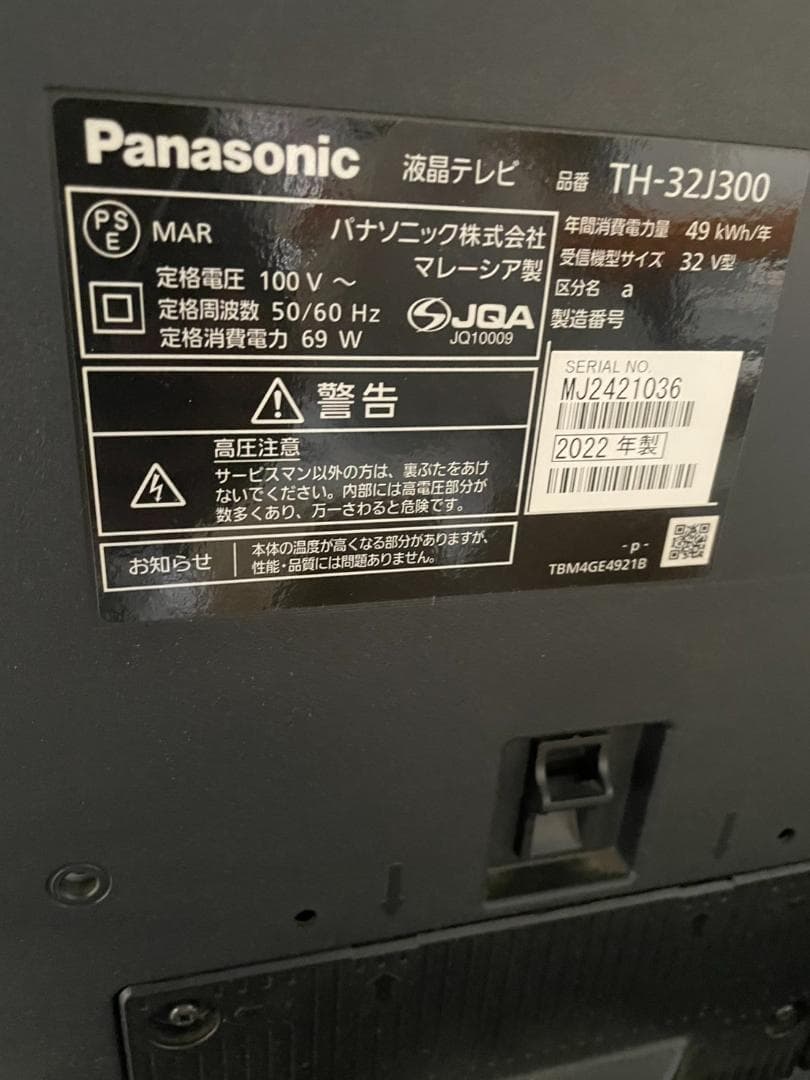 Panasonic 液晶テレビ 品番 TH-32J300
PS
E
MAR パナソニック株式会社
マレーシア製
定格電圧 100 V ～
定格周波数 50/60 Hz
定格消費電力 69 W
JQA
JQ10009
年間消費電力量 49 kWh/年
受信機型サイズ 32 V型
区分名 a
製造番号
SERIAL NO.
MJ2421036
2022 年製
警告
高圧注意
サービスマン以外の方は、裏ぶたをあけ
ないでください。内部には高電圧部分が
数多くあり、万一さわると危険です。
お知らせ
本体の温度が高くなる部分がありますが、
性能・品質には問題ありません。
-p-
TBM4GE4921B